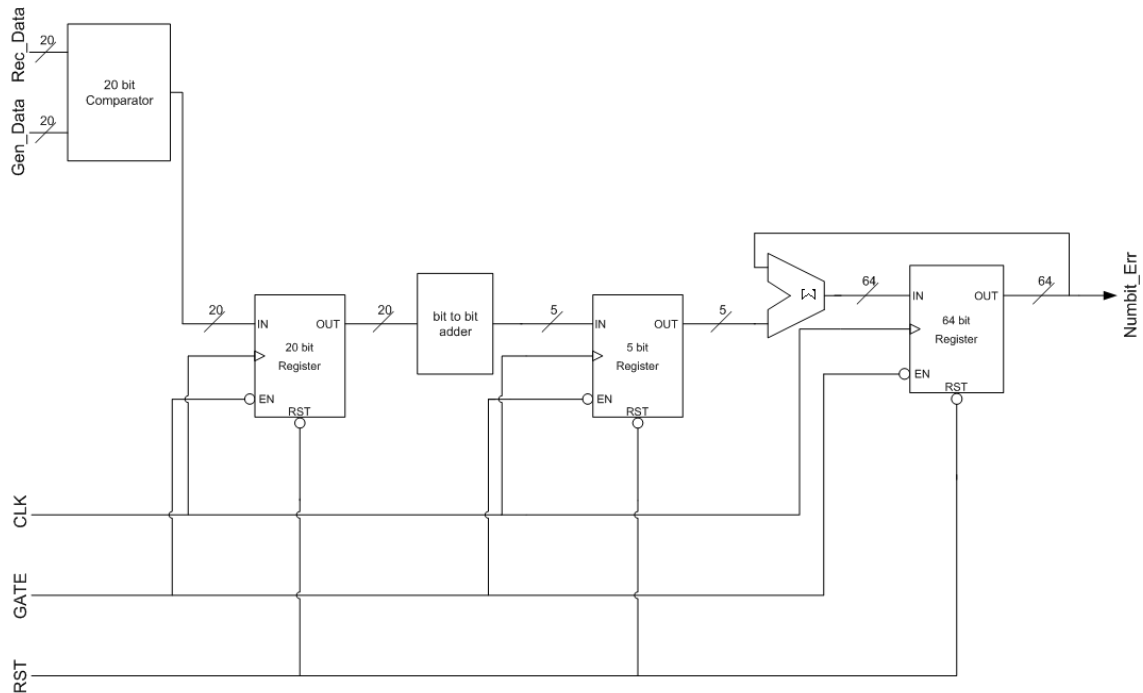 Rec_Data
20
Gen_Data
20
20 bit
Comparator
20
IN
OUT
20 bit
Register
EN
RST
20
bit to bit
adder
5
IN
OUT
5 bit
Register
EN
RST
5
Σ
64
IN
OUT
64 bit
Register
EN
RST
64
Numbit_Err
CLK
GATE
RST